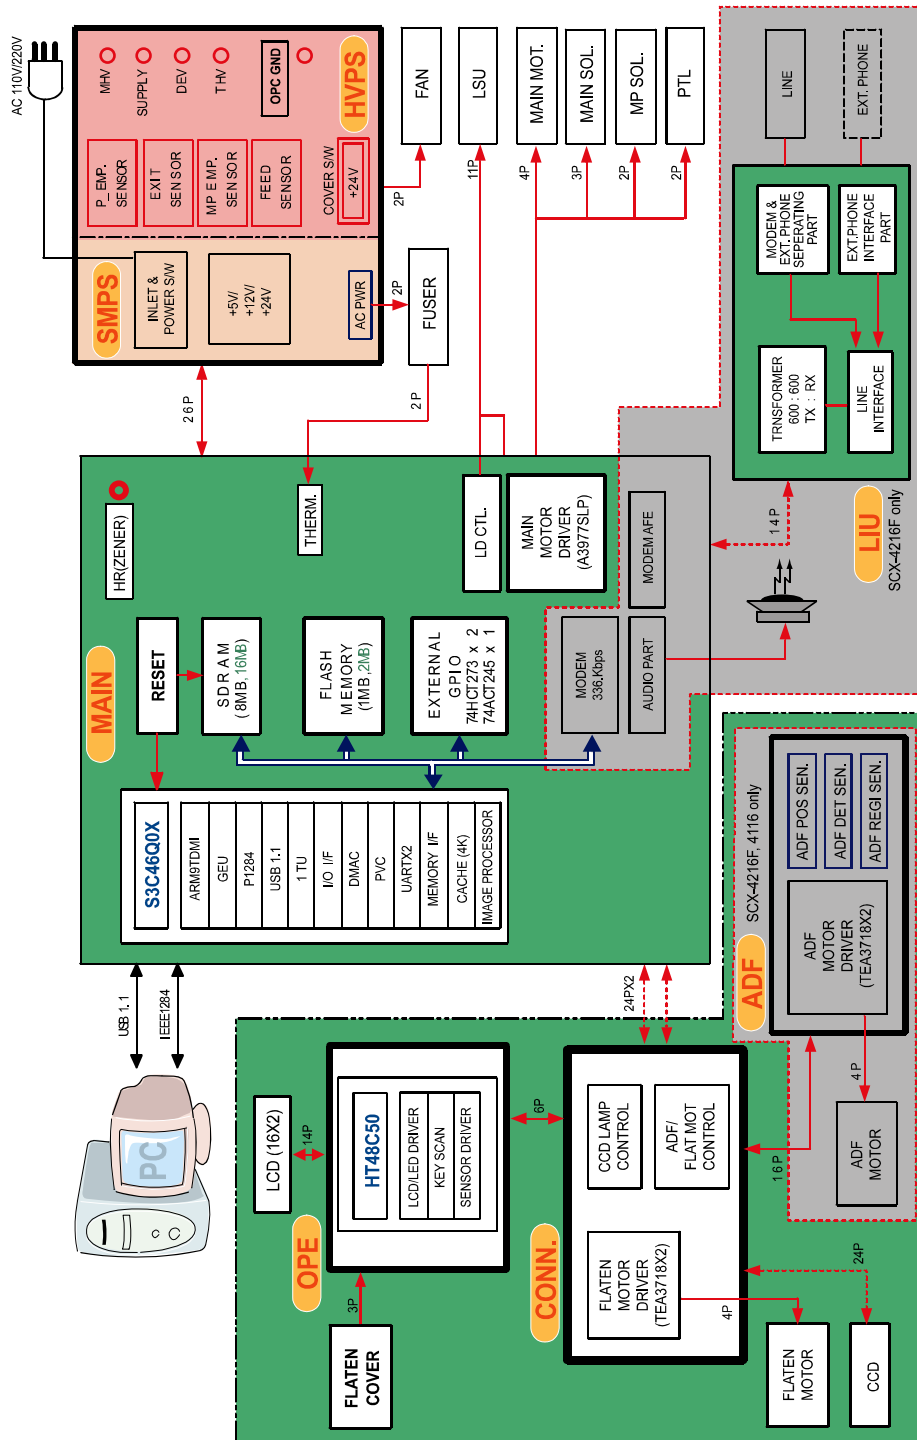 AC 110V/220V
MHV
SUPPLY
DEV
THV
OPC GND
HVPS
P_EMP.
SENSOR
EXIT
SENSOR
MP EMP.
SENSOR
FEED
SENSOR
COVER S/W
+24V
SMPS
INLET &
POWER S/W
+5V/
+12V/
+24V
AC PWR
2P
FUSER
2P
FAN
LSU
MAIN MOT.
MAIN SOL.
MP SOL.
PTL
11P
4P
3P
2P
2P
26P
2P
LINE
EXT. PHONE
MODEM &
EXT. PHONE
SEPERATING
PART
EXT.PHONE
INTERFACE
PART
TRNSFORMER
600 : 600
TX : RX
LINE
INTERFACE
LIU
SCX-4216F only
14P
MAIN
HR(ZENER)
THERM.
LD CTL.
MAIN
MOTOR
DRIVER
(A3977SLP)
MODEM AFE
RESET
SDRAM
(8MB, 16MB)
FLASH
MEMORY
(1MB, 2MB)
EXTERNAL
GPIO
74HCT273 x 2
74ACT245 x 1
MODEM
336.Kbps
AUDIO PART
S3C46Q0X
ARM9TDMI
GEU
P1284
USB 1.1
1 TU
I/O I/F
DMAC
PVC
UARTX2
MEMORY I/F
CACHE (4K)
IMAGE PROCESSOR
USB 1.1
IEEE1284
PC
24PX2
ADF
SCX-4216F, 4116 only
ADF POS SEN.
ADF DET SEN.
ADF REGI SEN.
ADF
MOTOR
DRIVER
(TEA3718X2)
4P
ADF
MOTOR
16P
LCD (16X2)
14P
OPE
HT48C50
LCD/LED DRIVER
KEY SCAN
SENSOR DRIVER
6P
3P
FLATEN
COVER
CONN.
CCD LAMP
CONTROL
ADF/
FLAT MOT
CONTROL
FLATEN
MOTOR
DRIVER
(TEA3718X2)
4P
24P
FLATEN
MOTOR
CCD